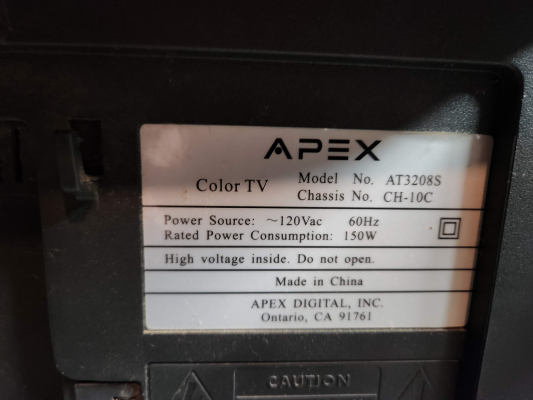 APEX
Color TV Model No. AT3208S
Chassis No. CH-10C
Power Source: ~120Vac 60Hz
Rated Power Consumption: 150W
High voltage inside. Do not open.
Made in China
APEX DIGITAL, INC.
Ontario, CA 91761
CAUTION